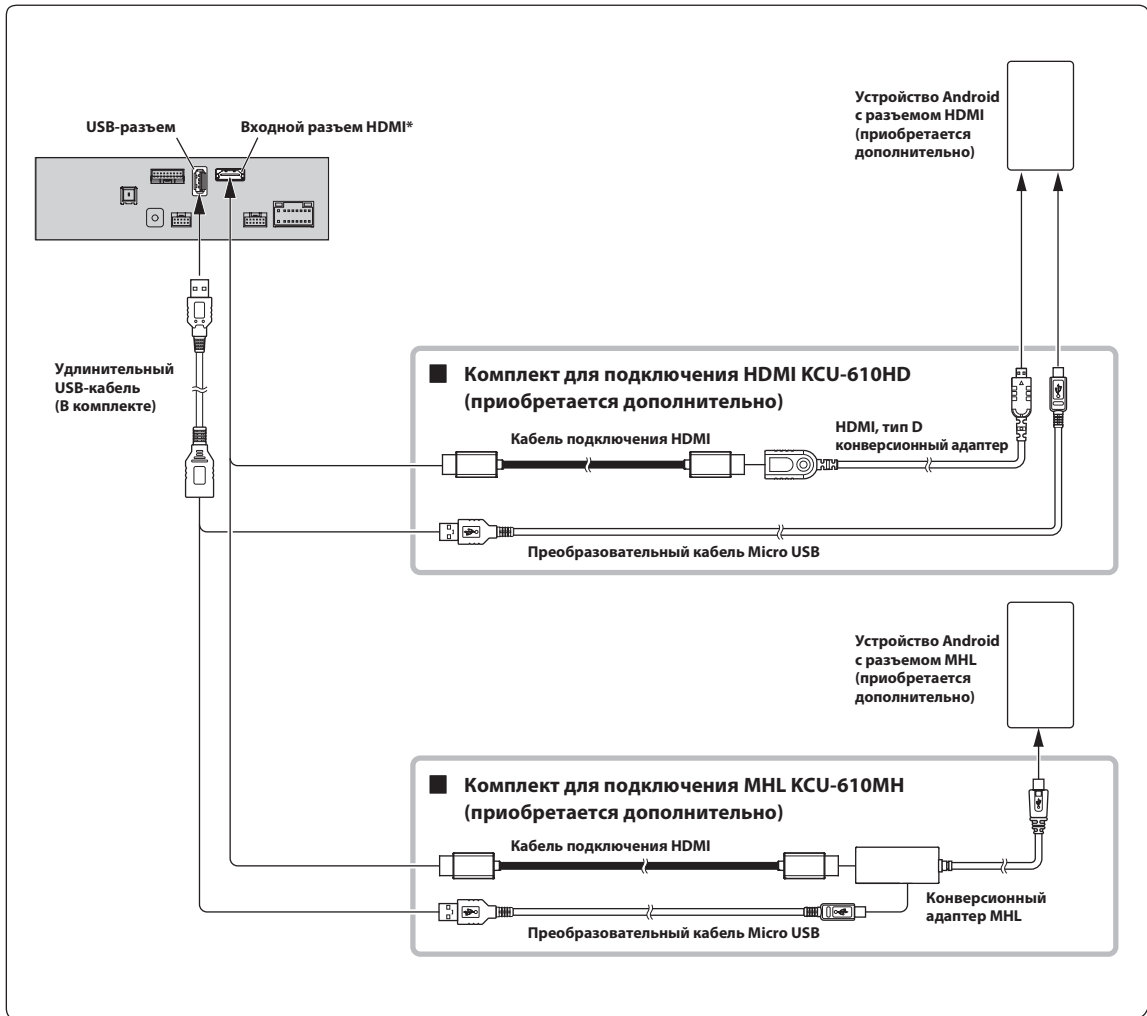 USB-разъем
Входной разъем HDMI*
Устройство Android
с разъемом HDMI
(приобретается
дополнительно)
Удлинительный
USB-кабель
(В комплекте)
■ Комплект для подключения HDMI KCU-610HD
(приобретается дополнительно)
Кабель подключения HDMI
HDMI, тип D
конверсионный адаптер
Преобразовательный кабель Micro USB
Устройство Android
с разъемом MHL
(приобретается
дополнительно)
■ Комплект для подключения MHL KCU-610MH
(приобретается дополнительно)
Кабель подключения HDMI
Конверсионный
адаптер MHL
Преобразовательный кабель Micro USB